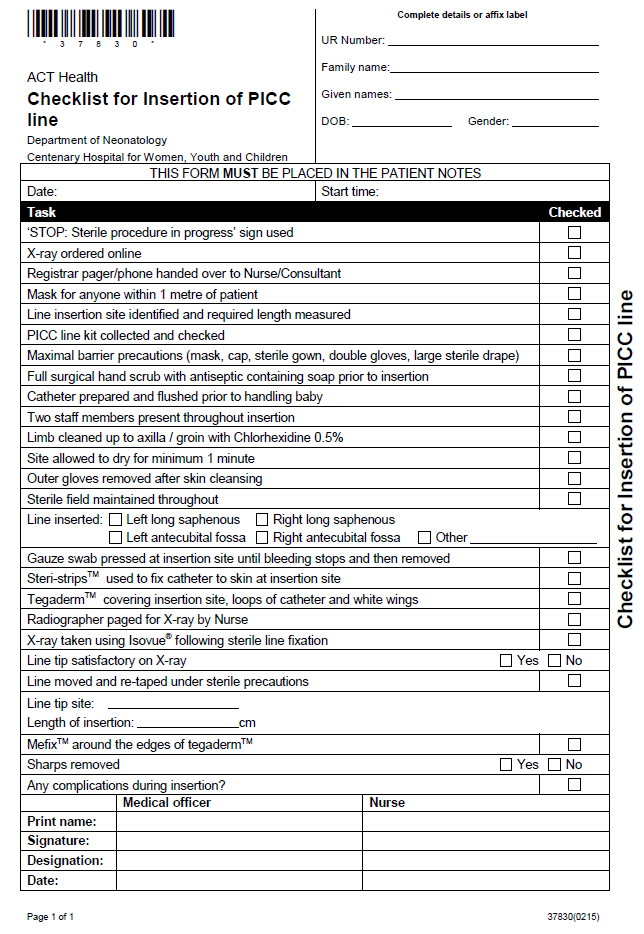 * 3 7 8 3 0 *
ACT Health
Checklist for Insertion of PICC
line
Department of Neonatology
Centenary Hospital for Women, Youth and Children
Complete details or affix label
UR Number:
Family name:
Given names:
DOB: Gender:
THIS FORM MUST BE PLACED IN THE PATIENT NOTES
Date: Start time:
Task Checked
‘STOP: Sterile procedure in progress’ sign used
X-ray ordered online
Registrar pager/phone handed over to Nurse/Consultant
Mask for anyone within 1 metre of patient
Line insertion site identified and required length measured
PICC line kit collected and checked
Maximal barrier precautions (mask, cap, sterile gown, double gloves, large sterile drape)
Full surgical hand scrub with antiseptic containing soap prior to insertion
Catheter prepared and flushed prior to handling baby
Two staff members present throughout insertion
Limb cleaned up to axilla / groin with Chlorhexidine 0.5%
Site allowed to dry for minimum 1 minute
Outer gloves removed after skin cleansing
Sterile field maintained throughout
Line inserted: Left long saphenous Right long saphenous
Left antecubital fossa Right antecubital fossa Other
Gauze swab pressed at insertion site until bleeding stops and then removed
Steri-strips™ used to fix catheter to skin at insertion site
Tegaderm™ covering insertion site, loops of catheter and white wings
Radiographer paged for X-ray by Nurse
X-ray taken using Isovue® following sterile line fixation
Line tip satisfactory on X-ray Yes No
Line moved and re-taped under sterile precautions
Line tip site:
Length of insertion: cm
Mefix™ around the edges of tegaderm™
Sharps removed Yes No
Any complications during insertion?
Medical officer Nurse
Print name:
Signature:
Designation:
Date:
Checklist for Insertion of PICC line
Page 1 of 1 37830(0215)